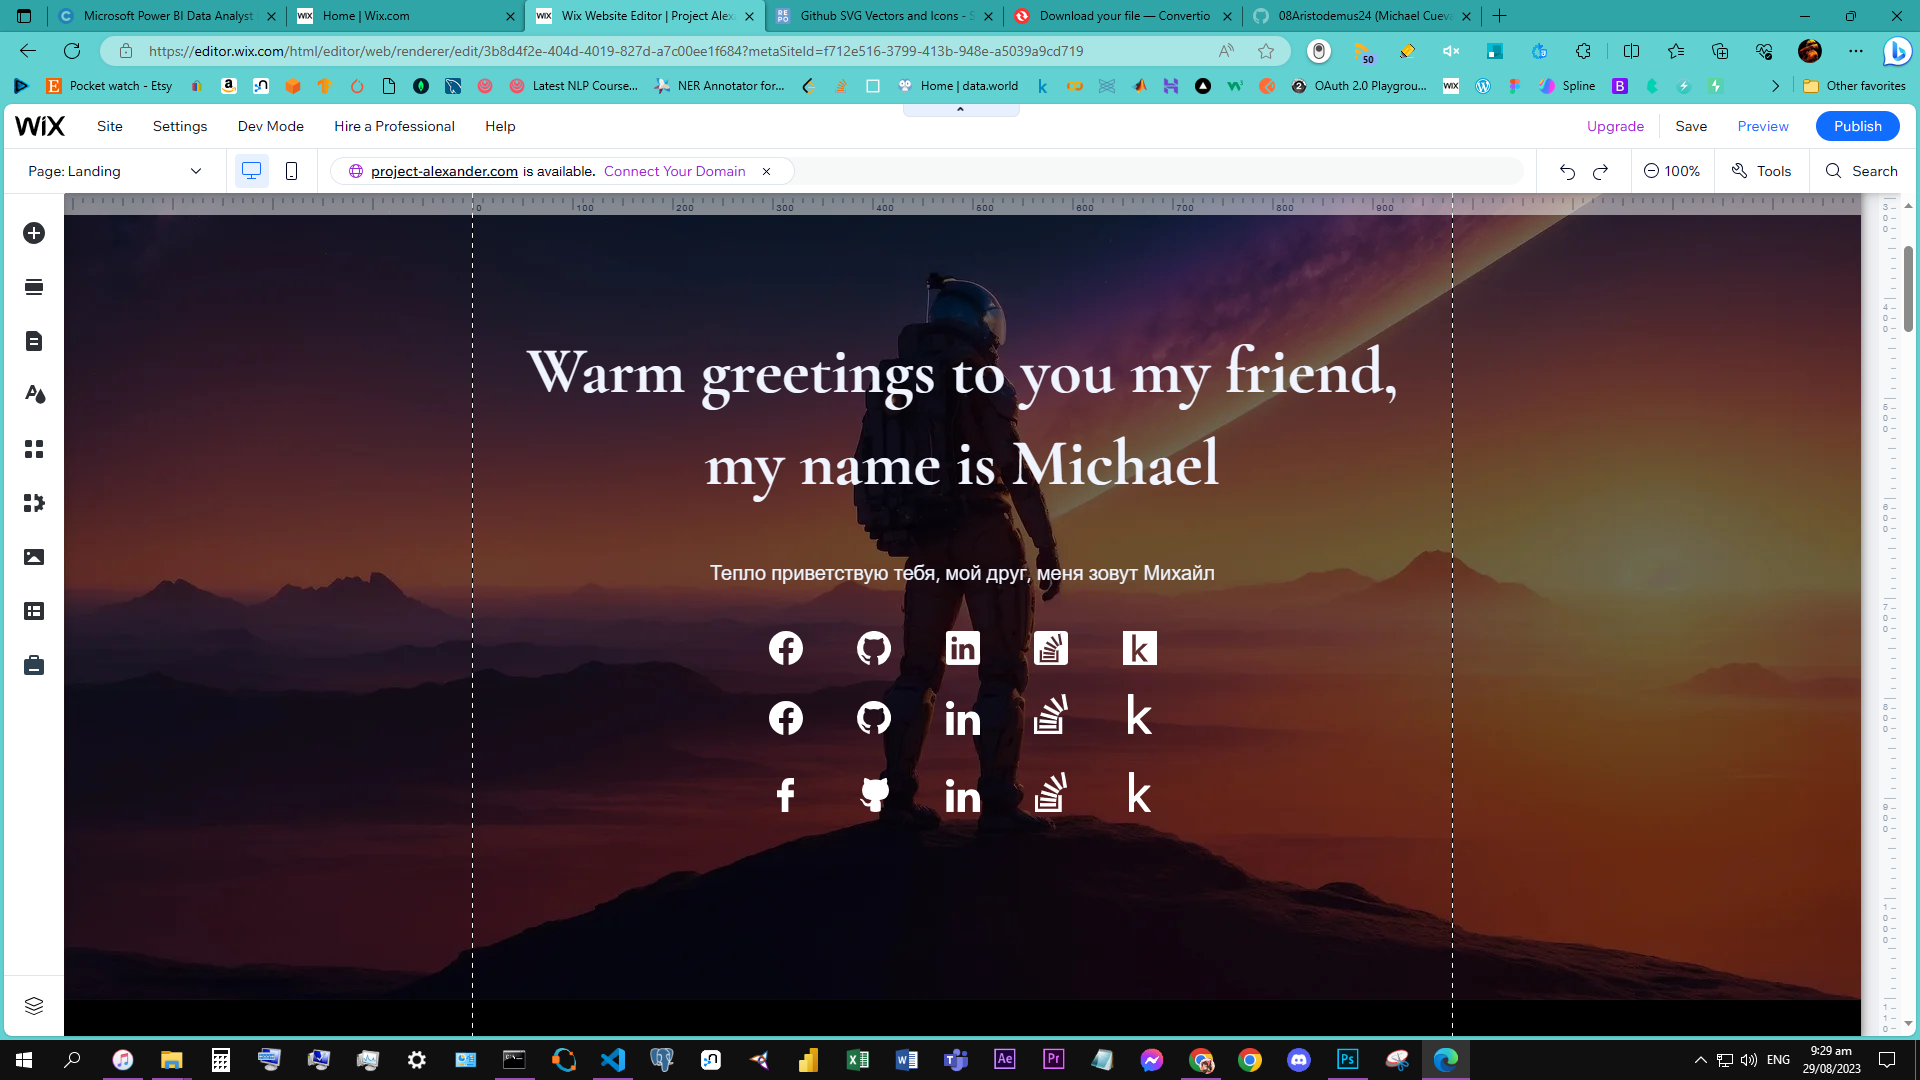 Microsoft Power BI Data Analyst
Home | Wix.com
Wix Website Editor | Project Alex
Github SVG Vectors and Icons - S
Download your file — Convertio
08Aristodemus24 (Michael Cueva
https://editor.wix.com/html/editor/web/renderer/edit/3b8d4f2e-404d-4019-827d-a7c00ee1f684?metaSiteId=f712e516-3799-413b-948e-a5039a9cd719
50
Pocket watch - Etsy
Latest NLP Course...
NER Annotator for...
Home | data.world
OAuth 2.0 Playgrou...
Spline
Other favorites
WIX
Site
Settings
Dev Mode
Hire a Professional
Help
Upgrade
Save
Preview
Publish
Page: Landing
project-alexander.com is available. Connect Your Domain
100%
Tools
Search
0 100 200 300 400 500 600 700 800 900
Warm greetings to you my friend,
my name is Michael
Тепло приветствую тебя, мой друг, меня зовут Михаил
ENG
9:29 am
29/08/2023